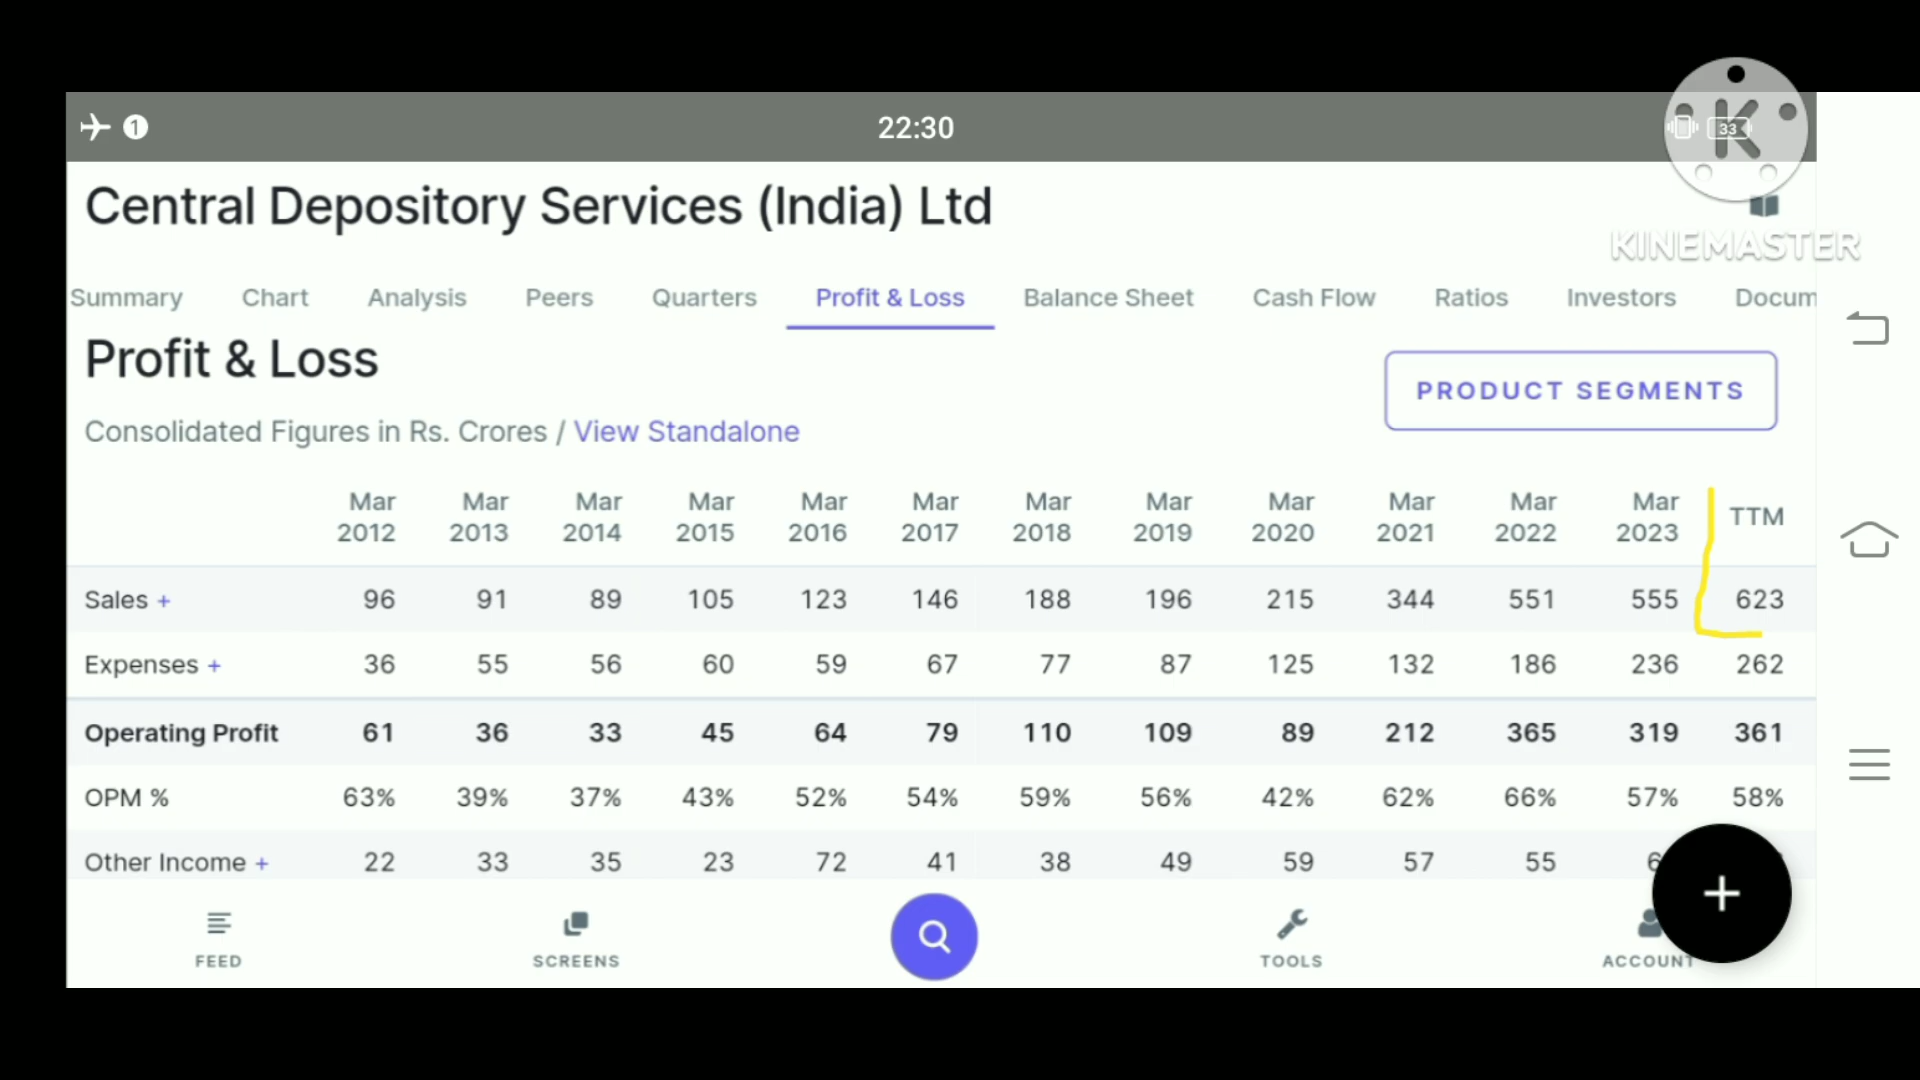 1 22:30 33
K
KINEMASTER
Central Depository Services (India) Ltd
Summary Chart Analysis Peers Quarters Profit & Loss Balance Sheet Cash Flow Ratios Investors Docum
Profit & Loss
PRODUCT SEGMENTS
Consolidated Figures in Rs. Crores / View Standalone
Mar 2012 Mar 2013 Mar 2014 Mar 2015 Mar 2016 Mar 2017 Mar 2018 Mar 2019 Mar 2020 Mar 2021 Mar 2022 Mar 2023 TTM
Sales + 96 91 89 105 123 146 188 196 215 344 551 555 623
Expenses + 36 55 56 60 59 67 77 87 125 132 186 236 262
Operating Profit 61 36 33 45 64 79 110 109 89 212 365 319 361
OPM % 63% 39% 37% 43% 52% 54% 59% 56% 42% 62% 66% 57% 58%
Other Income + 22 33 35 23 72 41 38 49 59 57 55
FEED SCREENS TOOLS ACCOUNT